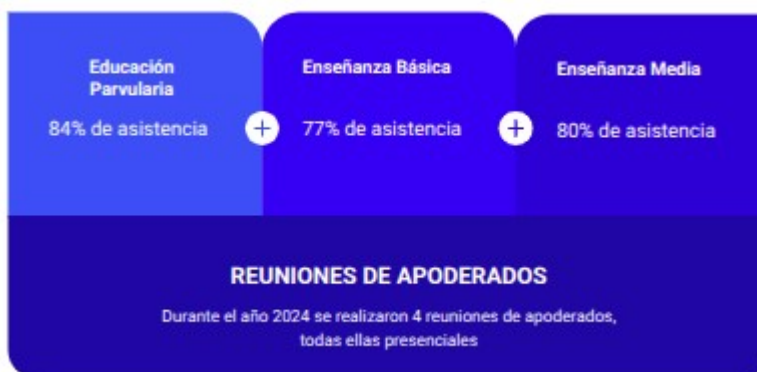 Educación
Parvularia
84% de asistencia
+
Enseñanza Básica
77% de asistencia
+
Enseñanza Media
80% de asistencia
REUNIONES DE APODERADOS
Durante el año 2024 se realizaron 4 reuniones de apoderados,
todas ellas presenciales